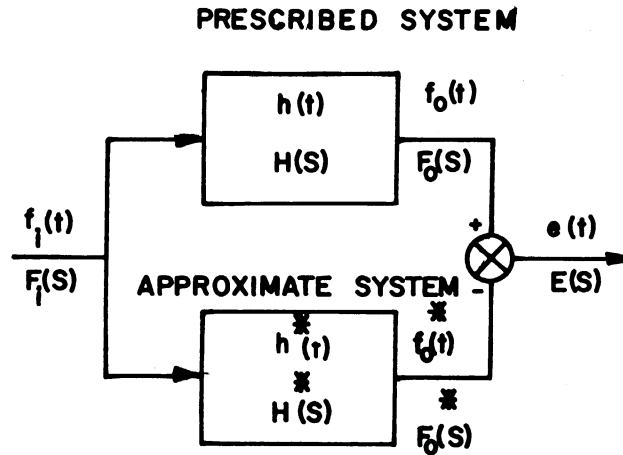 PRESCRIBED SYSTEM
h(t)
f₀(t)
H(S)
F₀(S)
fᵢ(t)
+
e(t)
Fᵢ(S)
E(S)
APPROXIMATE SYSTEM
-
h*(t)
f₀*(t)
H*(S)
F₀*(S)